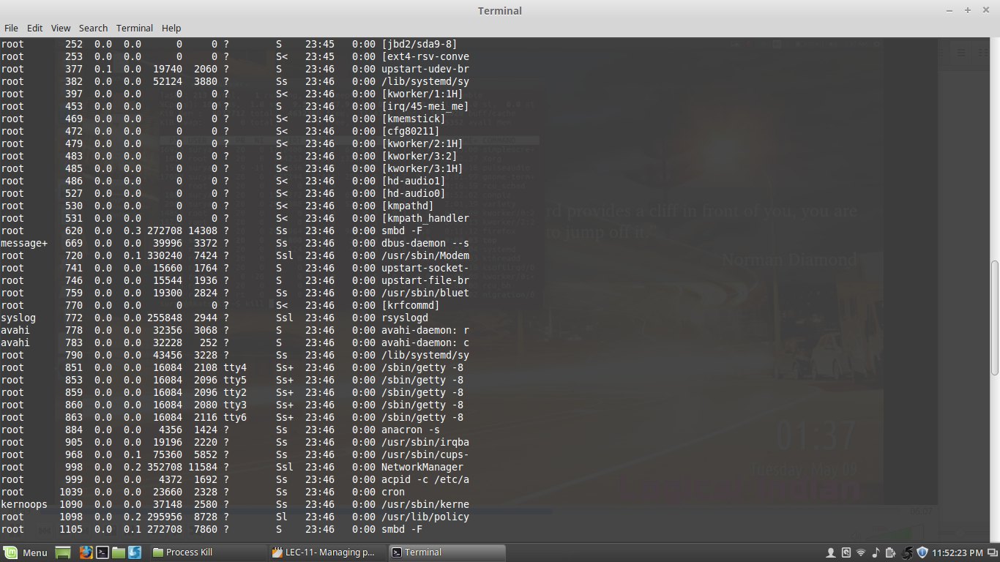 Terminal
File Edit View Search Terminal Help
root 252 0.0 0.0 0 0 ? S 23:45 0:00 [jbd2/sda9-8]
root 253 0.0 0.0 0 0 ? S< 23:45 0:00 [ext4-rsv-conve
root 377 0.1 0.0 19740 2060 ? S 23:46 0:00 upstart-udev-br
root 382 0.0 0.0 52124 3880 ? Ss 23:46 0:00 /lib/systemd/sy
root 397 0.0 0.0 0 0 ? S< 23:46 0:00 [kworker/1:1H]
root 453 0.0 0.0 0 0 ? S 23:46 0:00 [irq/45-mei_me]
root 469 0.0 0.0 0 0 ? S< 23:46 0:00 [kmemstick]
root 472 0.0 0.0 0 0 ? S< 23:46 0:00 [cfg80211]
root 479 0.0 0.0 0 0 ? S< 23:46 0:00 [kworker/2:1H]
root 483 0.0 0.0 0 0 ? S 23:46 0:00 [kworker/3:2]
root 485 0.0 0.0 0 0 ? S< 23:46 0:00 [kworker/3:1H]
root 486 0.0 0.0 0 0 ? S< 23:46 0:00 [hd-audio1]
root 527 0.0 0.0 0 0 ? S< 23:46 0:00 [hd-audio0]
root 530 0.0 0.0 0 0 ? S< 23:46 0:00 [kmpathd]
root 531 0.0 0.0 0 0 ? S< 23:46 0:00 [kmpath_handler
root 620 0.0 0.3 272708 14308 ? Ss 23:46 0:00 smbd -F
message+ 669 0.0 0.0 39996 3372 ? Ss 23:46 0:00 dbus-daemon --s
root 720 0.0 0.1 330240 7424 ? Ssl 23:46 0:00 /usr/sbin/Modem
root 741 0.0 0.0 15660 1764 ? S 23:46 0:00 upstart-socket-
root 746 0.0 0.0 15544 1936 ? S 23:46 0:00 upstart-file-br
root 759 0.0 0.0 19300 2824 ? Ss 23:46 0:00 /usr/sbin/bluet
root 770 0.0 0.0 0 0 ? S< 23:46 0:00 [krfcommd]
syslog 772 0.0 0.0 255848 2944 ? Ssl 23:46 0:00 rsyslogd
avahi 778 0.0 0.0 32356 3068 ? S 23:46 0:00 avahi-daemon: r
avahi 783 0.0 0.0 32228 252 ? S 23:46 0:00 avahi-daemon: c
root 790 0.0 0.0 43456 3228 ? Ss 23:46 0:00 /lib/systemd/sy
root 851 0.0 0.0 16084 2108 tty4 Ss+ 23:46 0:00 /sbin/getty -8
root 853 0.0 0.0 16084 2096 tty5 Ss+ 23:46 0:00 /sbin/getty -8
root 859 0.0 0.0 16084 2096 tty2 Ss+ 23:46 0:00 /sbin/getty -8
root 860 0.0 0.0 16084 2080 tty3 Ss+ 23:46 0:00 /sbin/getty -8
root 863 0.0 0.0 16084 2116 tty6 Ss+ 23:46 0:00 /sbin/getty -8
root 884 0.0 0.0 4356 1424 ? Ss 23:46 0:00 anacron -s
root 905 0.0 0.0 19196 2220 ? Ss 23:46 0:00 /usr/sbin/irqba
root 968 0.0 0.1 75360 5852 ? Ss 23:46 0:00 /usr/sbin/cups-
root 998 0.0 0.2 352708 11584 ? Ssl 23:46 0:00 NetworkManager
root 999 0.0 0.0 4372 1692 ? Ss 23:46 0:00 acpid -c /etc/a
root 1039 0.0 0.0 23660 2328 ? Ss 23:46 0:00 cron
kernoops 1090 0.0 0.0 37148 2580 ? Ss 23:46 0:00 /usr/sbin/kerne
root 1098 0.0 0.2 295956 8728 ? Sl 23:46 0:00 /usr/lib/policy
root 1105 0.0 0.1 272708 7860 ? S 23:46 0:00 smbd -F
rd provides a cliff in front of you, you are
to jump off it.
Norman Diamond
01:37
Tuesday, May 09
06:07
Menu Process Kill LEC-11- Managing p... Terminal 11:52:23 PM